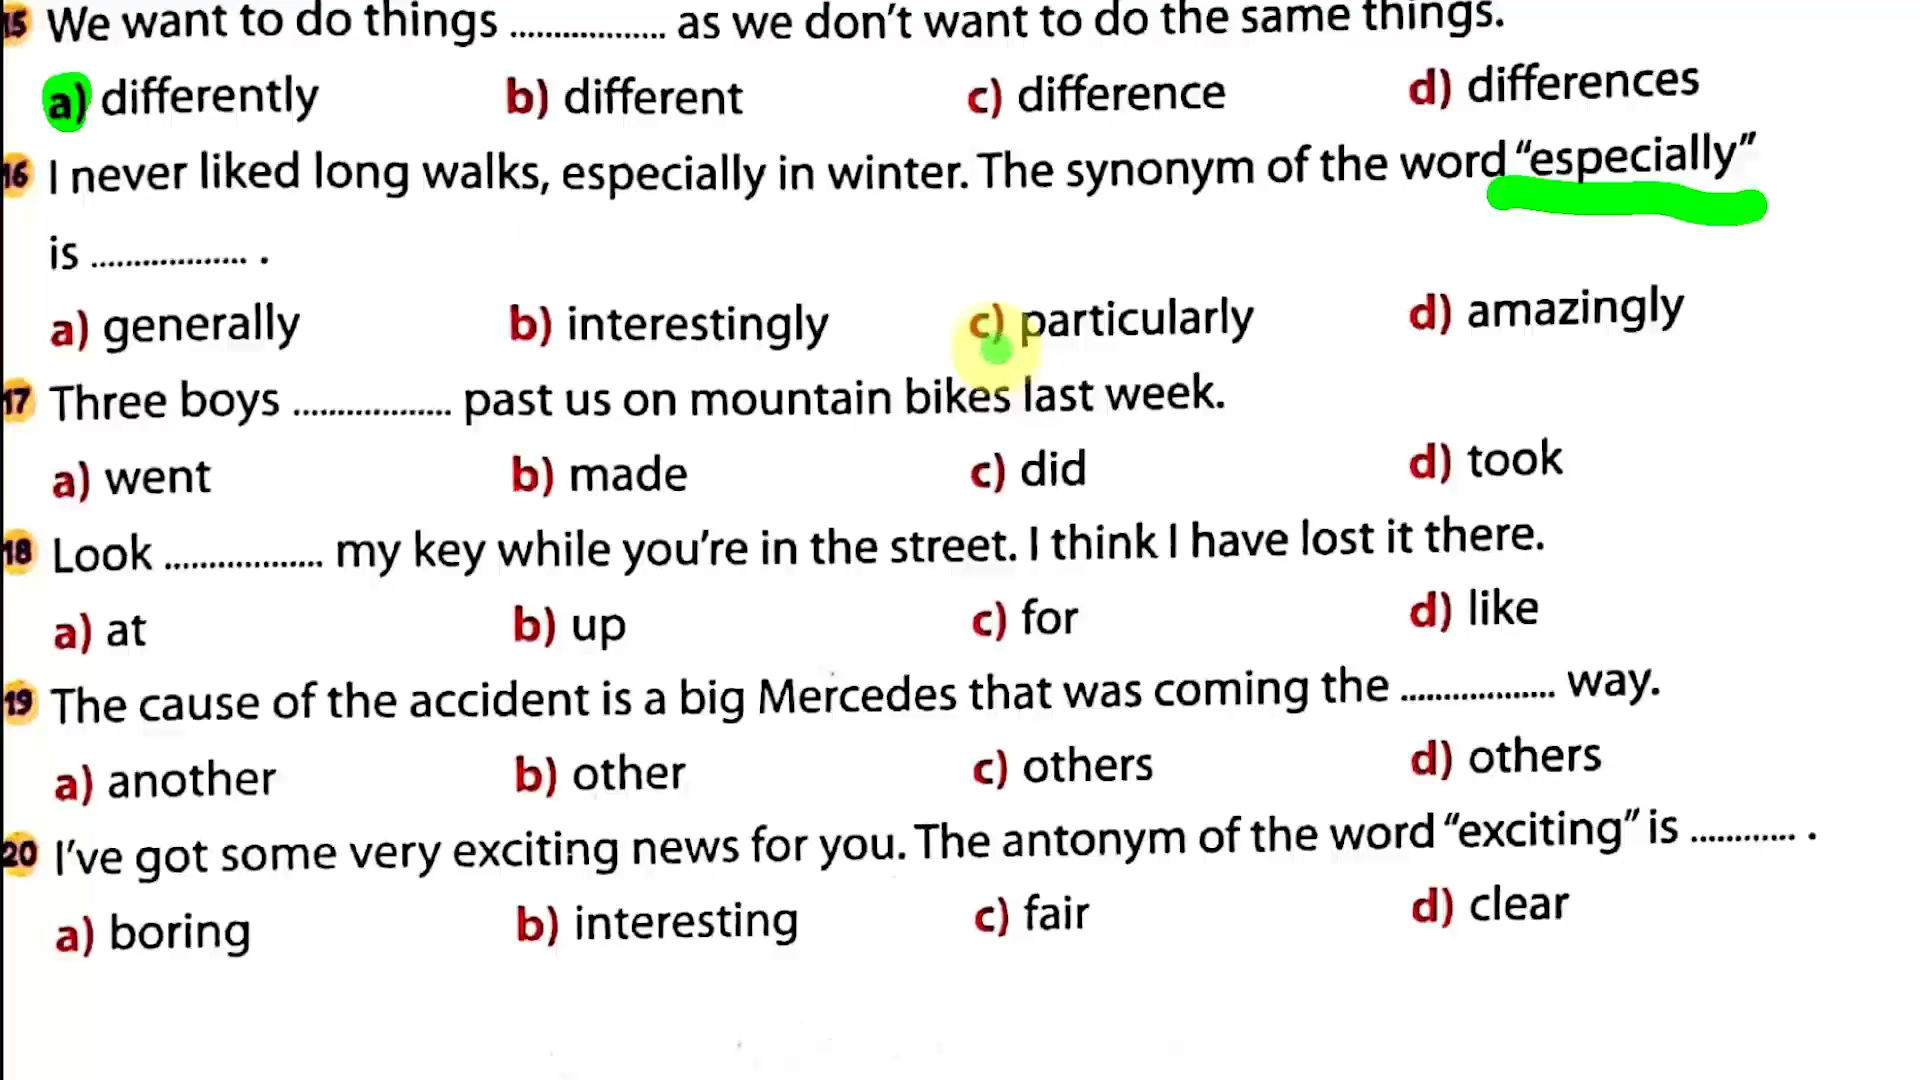 15 We want to do things .................. as we don't want to do the same things.
a) differently b) different c) difference d) differences
16 I never liked long walks, especially in winter. The synonym of the word “especially”
is .................. .
a) generally b) interestingly c) particularly d) amazingly
17 Three boys .................. past us on mountain bikes last week.
a) went b) made c) did d) took
18 Look .................. my key while you're in the street. I think I have lost it there.
a) at b) up c) for d) like
19 The cause of the accident is a big Mercedes that was coming the .................. way.
a) another b) other c) others d) others
20 I've got some very exciting news for you. The antonym of the word “exciting” is ............ .
a) boring b) interesting c) fair d) clear